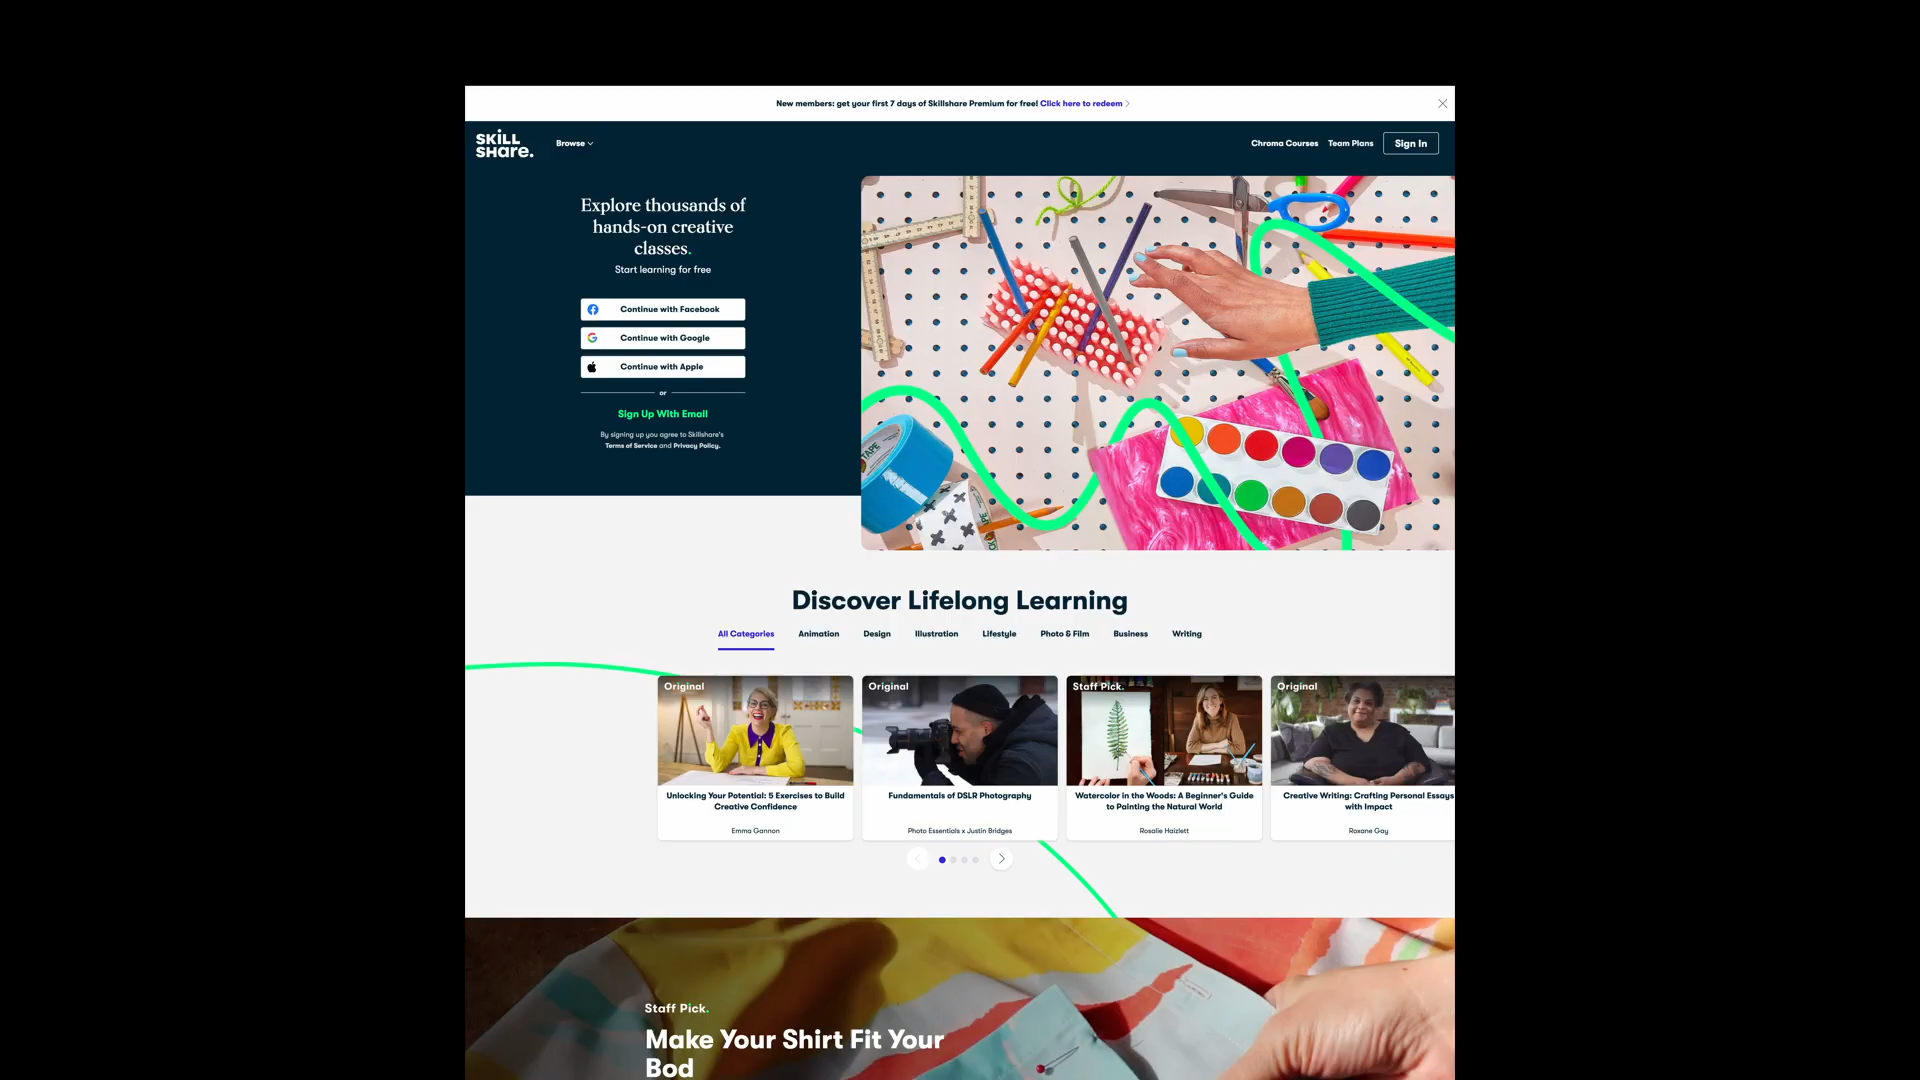 New members: get your first 7 days of Skillshare Premium for free! Click here to redeem
SKILL
SHare.
Browse
Chroma Courses
Team Plans
Sign In
Explore thousands of
hands-on creative
classes.
Start learning for free
Continue with Facebook
Continue with Google
Continue with Apple
or
Sign Up With Email
By signing up you agree to Skillshare's
Terms of Service and Privacy Policy.
TAPE
Discover Lifelong Learning
All Categories
Animation
Design
Illustration
Lifestyle
Photo & Film
Business
Writing
Original
Unlocking Your Potential: 5 Exercises to Build
Creative Confidence
Emma Gannon
Original
Fundamentals of DSLR Photography
Photo Essentials x Justin Bridges
Staff Pick.
Watercolor in the Woods: A Beginner's Guide
to Painting the Natural World
Rosalie Haizlett
Original
Creative Writing: Crafting Personal Essays
with Impact
Roxane Gay
Staff Pick.
Make Your Shirt Fit Your
Bod